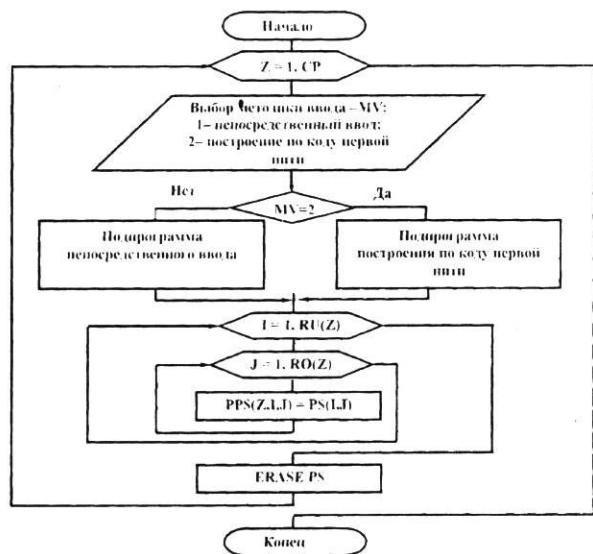 Начало
Z = 1, CP
Выбор методики ввода – MV:
1– непосредственный ввод;
2– построение по коду первой
нити
Нет
Да
MV=2
Подпрограмма
непосредственного ввода
Подпрограмма
построения по коду первой
нити
I = 1, RU(Z)
J = 1, RO(Z)
PPS(Z,I,J) = PS(I,J)
ERASE PS
Конец